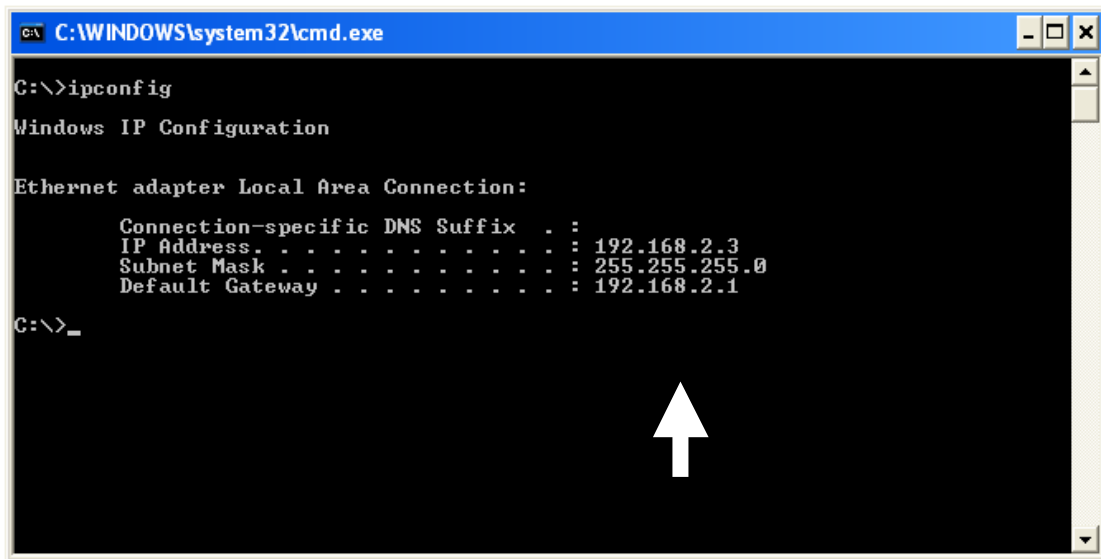 C:\WINDOWS\system32\cmd.exe
C:\>ipconfig
Windows IP Configuration
Ethernet adapter Local Area Connection:
Connection-specific DNS Suffix . :
IP Address. . . . . . . . . . . . : 192.168.2.3
Subnet Mask . . . . . . . . . . . : 255.255.255.0
Default Gateway . . . . . . . . . : 192.168.2.1
C:\>_